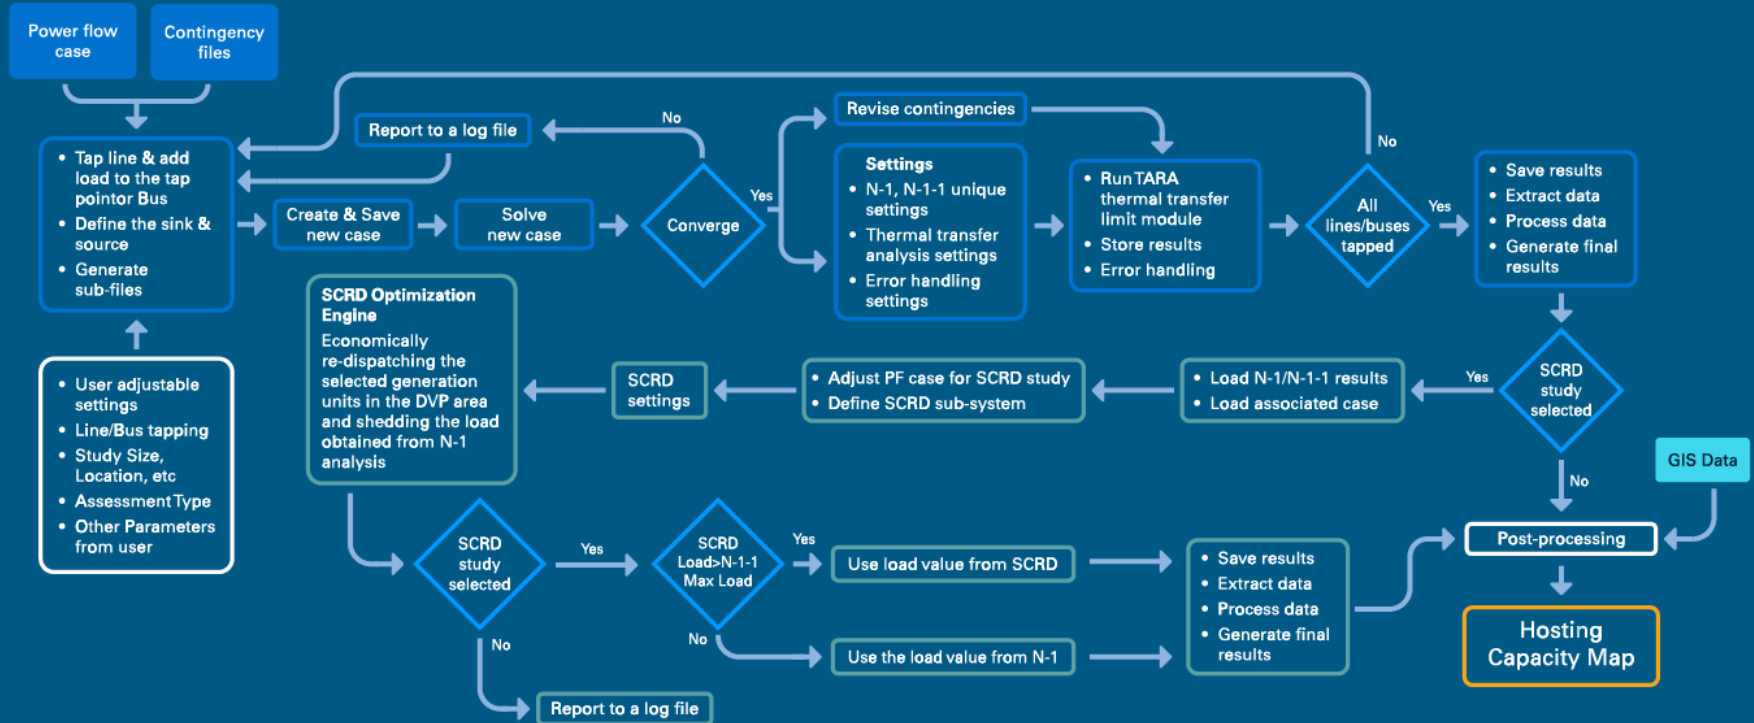 Power flow
case
Contingency
files
• Tap line & add
load to the tap
pointor Bus
• Define the sink &
source
• Generate
sub-files
• User adjustable
settings
• Line/Bus tapping
• Study Size,
Location, etc
• Assessment Type
• Other Parameters
from user
Create & Save
new case
Solve
new case
Report to a log file
No
Converge
Yes
Revise contingencies
Settings
• N-1, N-1-1 unique
settings
• Thermal transfer
analysis settings
• Error handling
settings
• Run TARA
thermal transfer
limit module
• Store results
• Error handling
No
All
lines/buses
tapped
Yes
• Save results
• Extract data
• Process data
• Generate final
results
SCRD
study
selected
Yes
No
• Load N-1/N-1-1 results
• Load associated case
• Adjust PF case for SCRD study
• Define SCRD sub-system
SCRD
settings
SCRD Optimization
Engine
Economically
re-dispatching the
selected generation
units in the DVP area
and shedding the load
obtained from N-1
analysis
SCRD
study
selected
Yes
No
Report to a log file
SCRD
Load>N-1-1
Max Load
Yes
No
Use load value from SCRD
Use the load value from N-1
• Save results
• Extract data
• Process data
• Generate final
results
GIS Data
Post-processing
Hosting
Capacity Map